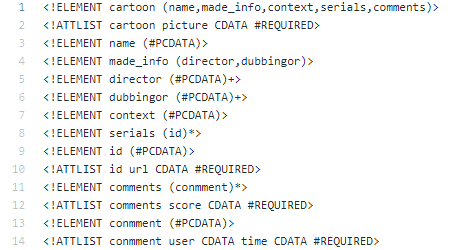 1 <!ELEMENT cartoon (name,made_info,context,serials,comments)>
2 <!ATTLIST cartoon picture CDATA #REQUIRED>
3 <!ELEMENT name (#PCDATA)>
4 <!ELEMENT made_info (director,dubbingor)>
5 <!ELEMENT director (#PCDATA)+>
6 <!ELEMENT dubbingor (#PCDATA)+>
7 <!ELEMENT context (#PCDATA)>
8 <!ELEMENT serials (id)*>
9 <!ELEMENT id (#PCDATA)>
10 <!ATTLIST id url CDATA #REQUIRED>
11 <!ELEMENT comments (conmment)*>
12 <!ATTLIST comments score CDATA #REQUIRED>
13 <!ELEMENT conmment (#PCDATA)>
14 <!ATTLIST conmment user CDATA time CDATA #REQUIRED>